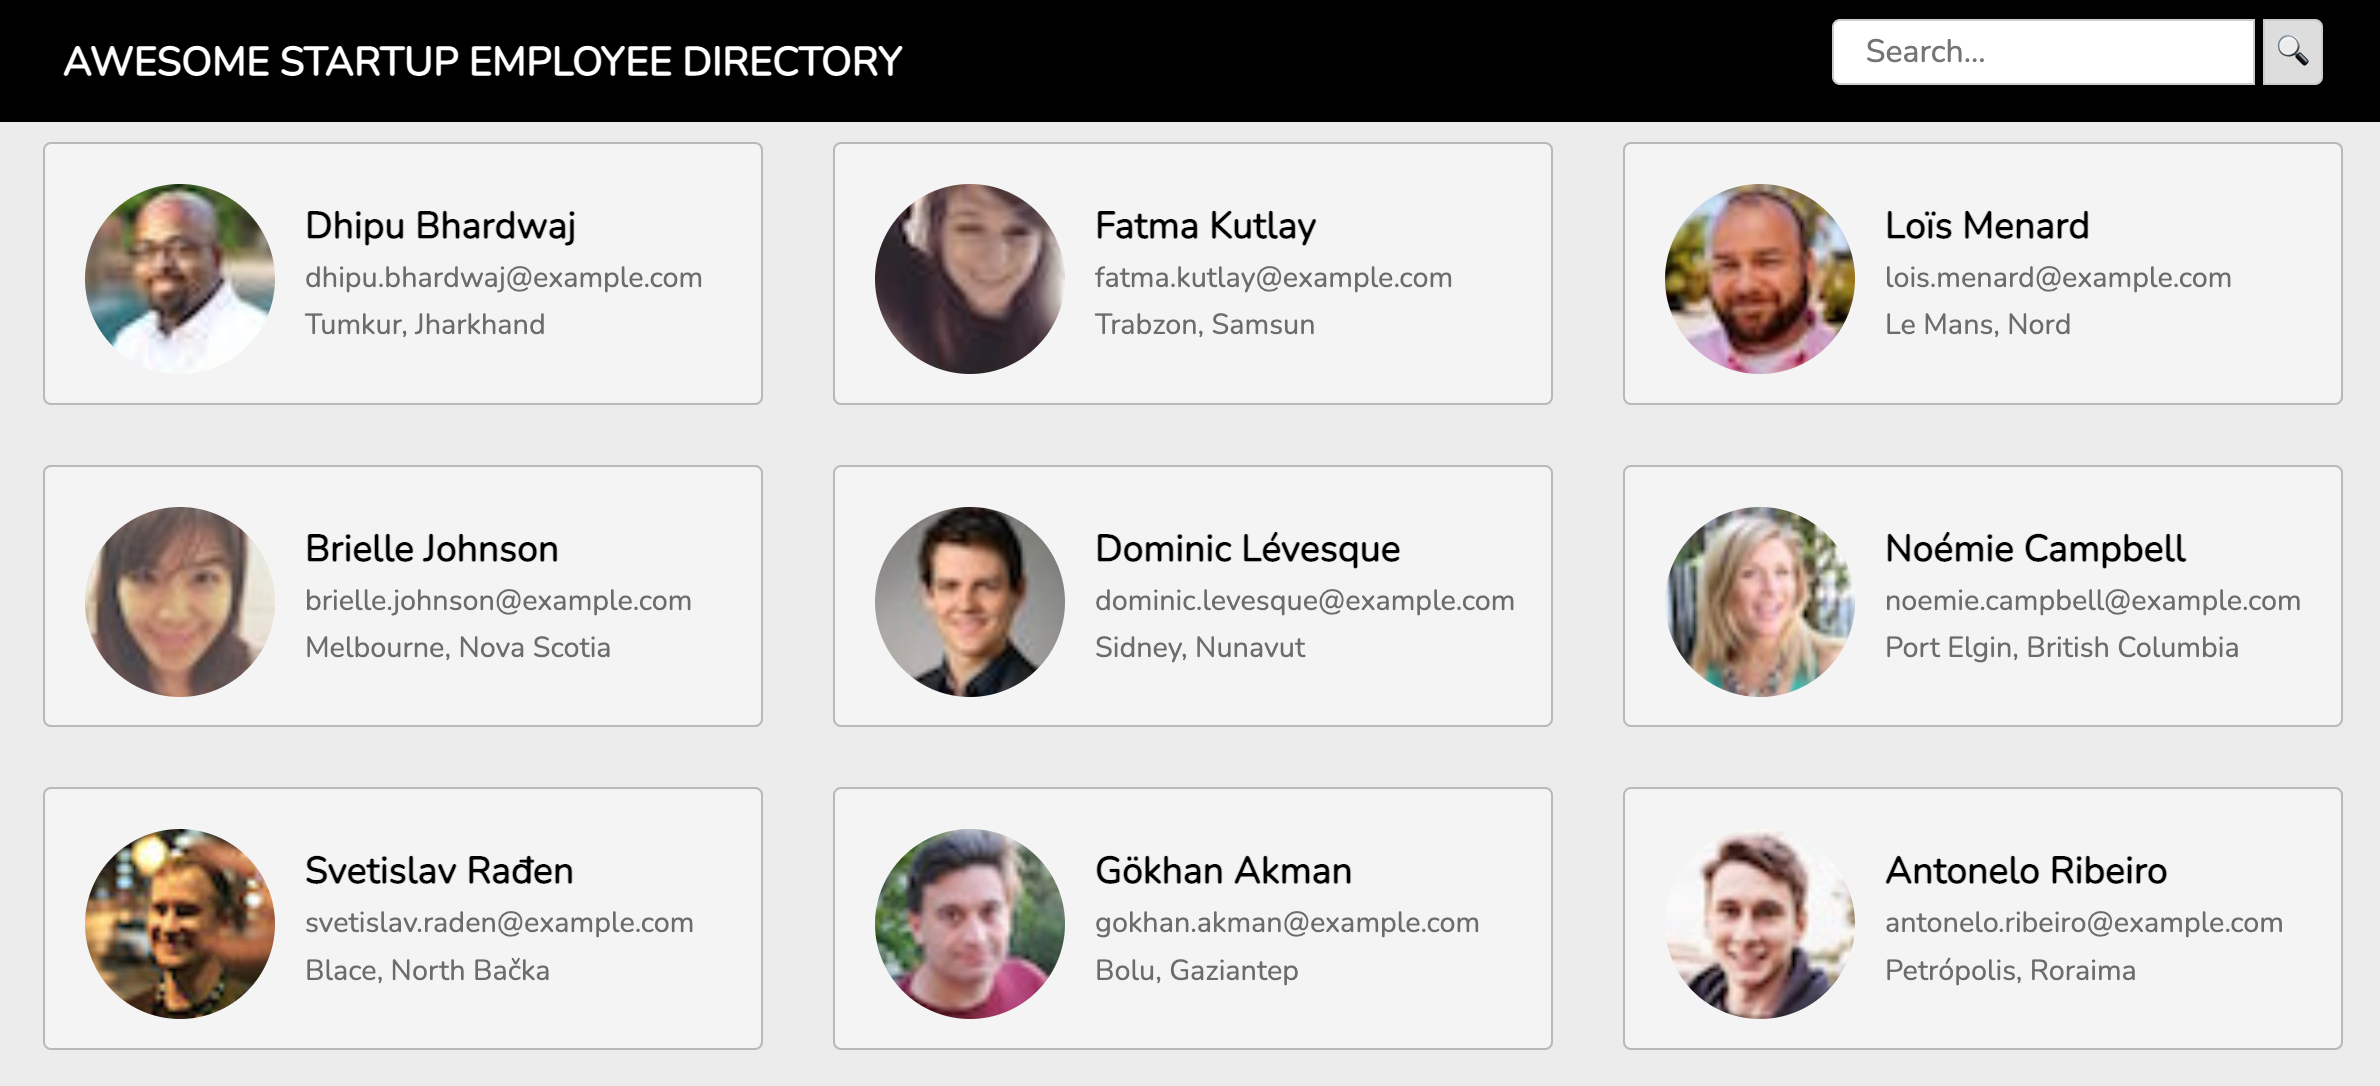 AWESOME STARTUP EMPLOYEE DIRECTORY
Search...
Dhipu Bhardwaj
dhipu.bhardwaj@example.com
Tumkur, Jharkhand
Fatma Kutlay
fatma.kutlay@example.com
Trabzon, Samsun
Loïs Menard
lois.menard@example.com
Le Mans, Nord
Brielle Johnson
brielle.johnson@example.com
Melbourne, Nova Scotia
Dominic Lévesque
dominic.levesque@example.com
Sidney, Nunavut
Noémie Campbell
noemie.campbell@example.com
Port Elgin, British Columbia
Svetislav Rađen
svetislav.raden@example.com
Blace, North Bačka
Gökhan Akman
gokhan.akman@example.com
Bolu, Gaziantep
Antonelo Ribeiro
antonelo.ribeiro@example.com
Petrópolis, Roraima